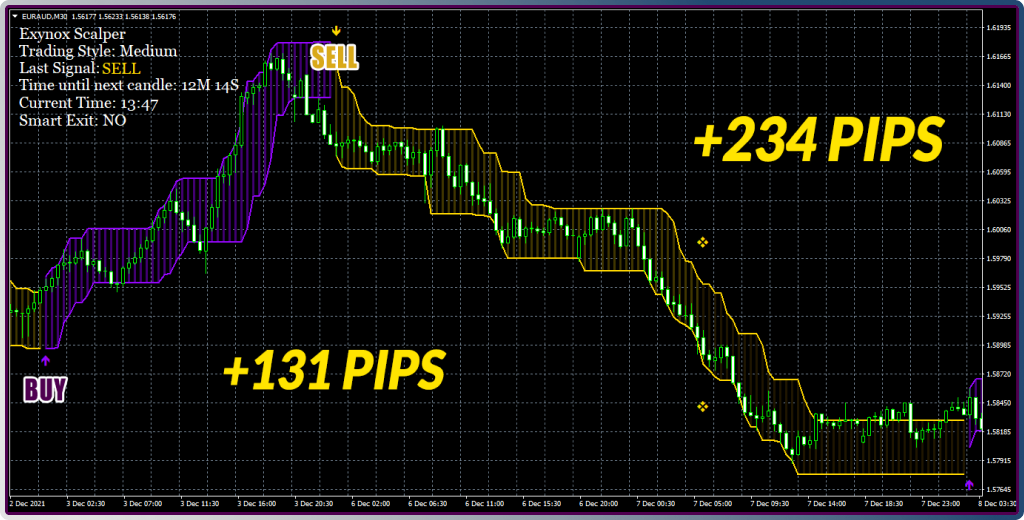 EURAUD,M30 1.56177 1.56233 1.56138 1.56176
Exynox Scalper
Trading Style: Medium
Last Signal: SELL
Time until next candle: 12M 14S
Current Time: 13:47
Smart Exit: NO
SELL
+234 PIPS
+131 PIPS
BUY
1.61935
1.61665
1.61400
1.61130
1.60865
1.60595
1.60325
1.60060
1.59790
1.59525
1.59255
1.58985
1.58720
1.58450
1.58185
1.57915
1.57645
2 Dec 2021
3 Dec 02:30
3 Dec 07:00
3 Dec 11:30
3 Dec 16:00
3 Dec 20:30
6 Dec 02:00
6 Dec 06:30
6 Dec 11:00
6 Dec 15:30
6 Dec 20:00
7 Dec 00:30
7 Dec 05:00
7 Dec 09:30
7 Dec 14:00
7 Dec 18:30
7 Dec 23:00
8 Dec 03:30